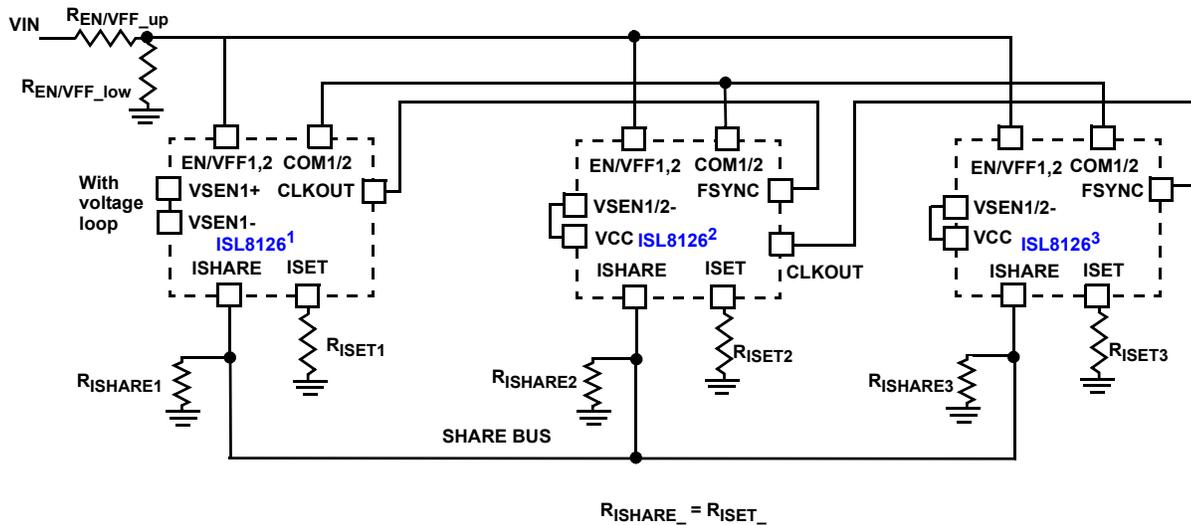 VIN
REN/VFF_up
REN/VFF_low
EN/VFF1,2
COM1/2
With
voltage
loop
VSEN1+
CLKOUT
VSEN1-
ISL8126¹
ISHARE
ISET
RISHARE1
RISET1
EN/VFF1,2
COM1/2
FSYNC
VSEN1/2-
VCC
ISL8126²
CLKOUT
ISHARE
ISET
RISHARE2
RISET2
EN/VFF1,2
COM1/2
FSYNC
VSEN1/2-
VCC
ISL8126³
ISHARE
ISET
RISHARE3
RISET3
SHARE BUS
RISHARE_ = RISET_